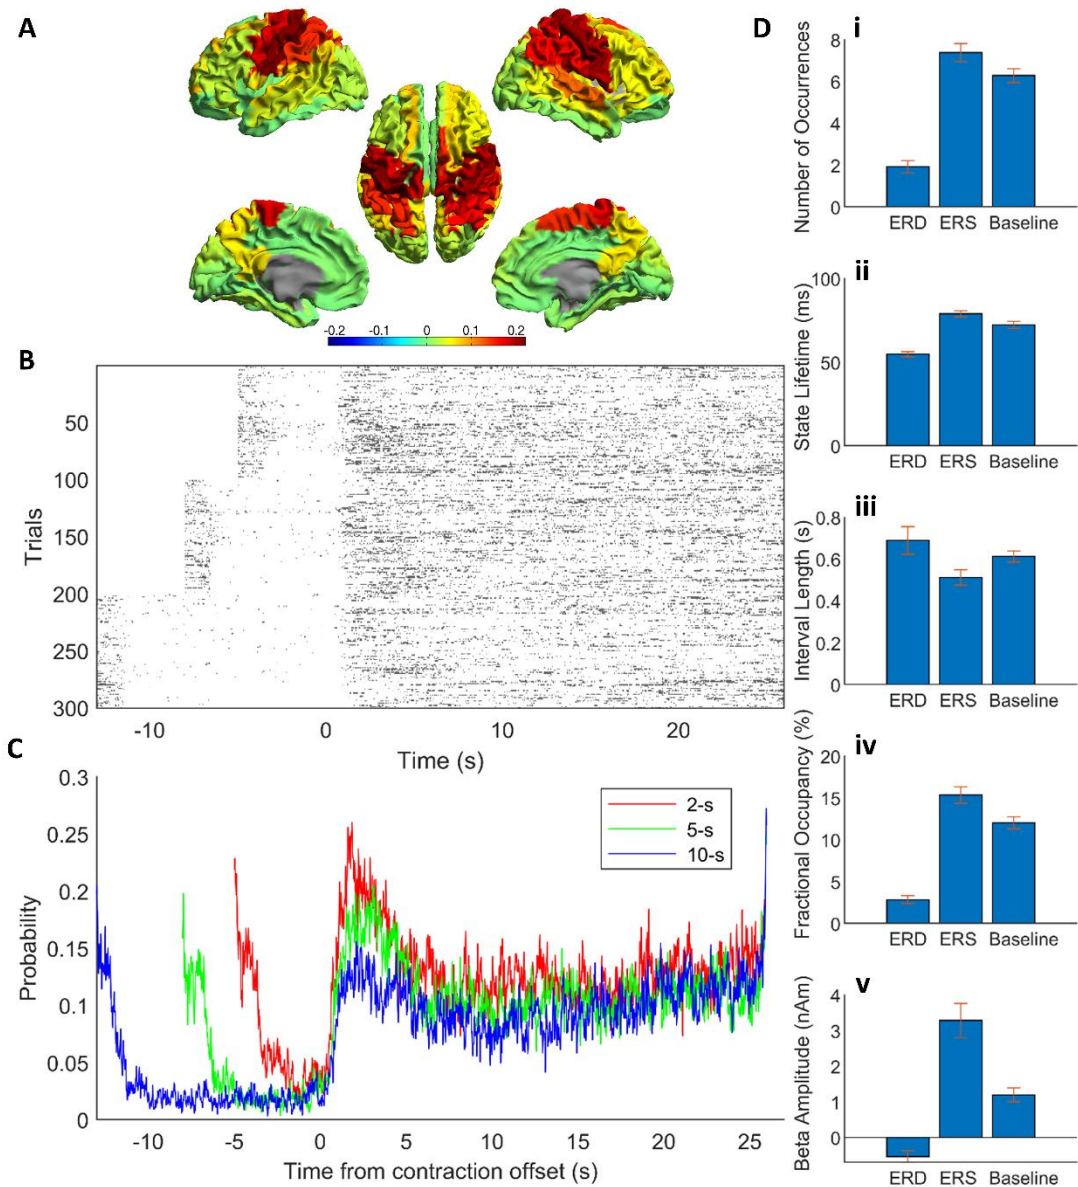 A
-0.2 -0.1 0 0.1 0.2
B
Trials
50
100
150
200
250
300
-10 0 10 20
Time (s)
C
Probability
0.3
0.25
0.2
0.15
0.1
0.05
0
2-s
5-s
10-s
-10 -5 0 5 10 15 20 25
Time from contraction offset (s)
D
i
Number of Occurrences
8
6
4
2
0
ERD ERS Baseline
ii
State Lifetime (ms)
100
50
0
ERD ERS Baseline
iii
Interval Length (s)
0.8
0.6
0.4
0.2
0
ERD ERS Baseline
iv
Fractional Occupancy (%)
20
15
10
5
0
ERD ERS Baseline
v
Beta Amplitude (nAm)
4
3
2
1
0
ERD ERS Baseline